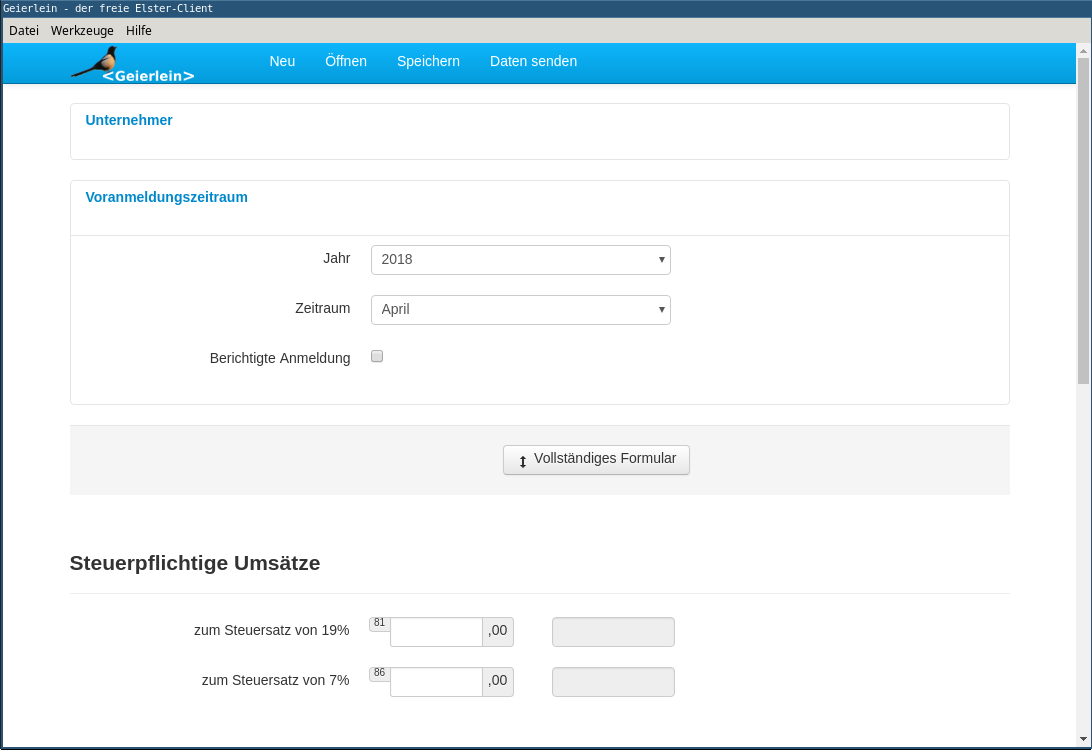 Geierlein - der freie Elster-Client
Datei Werkzeuge Hilfe
<Geierlein> Neu Öffnen Speichern Daten senden
Unternehmer
Voranmeldungszeitraum
Jahr 2018
Zeitraum April
Berichtigte Anmeldung
Vollständiges Formular
Steuerpflichtige Umsätze
zum Steuersatz von 19% 81 ,00
zum Steuersatz von 7% 86 ,00